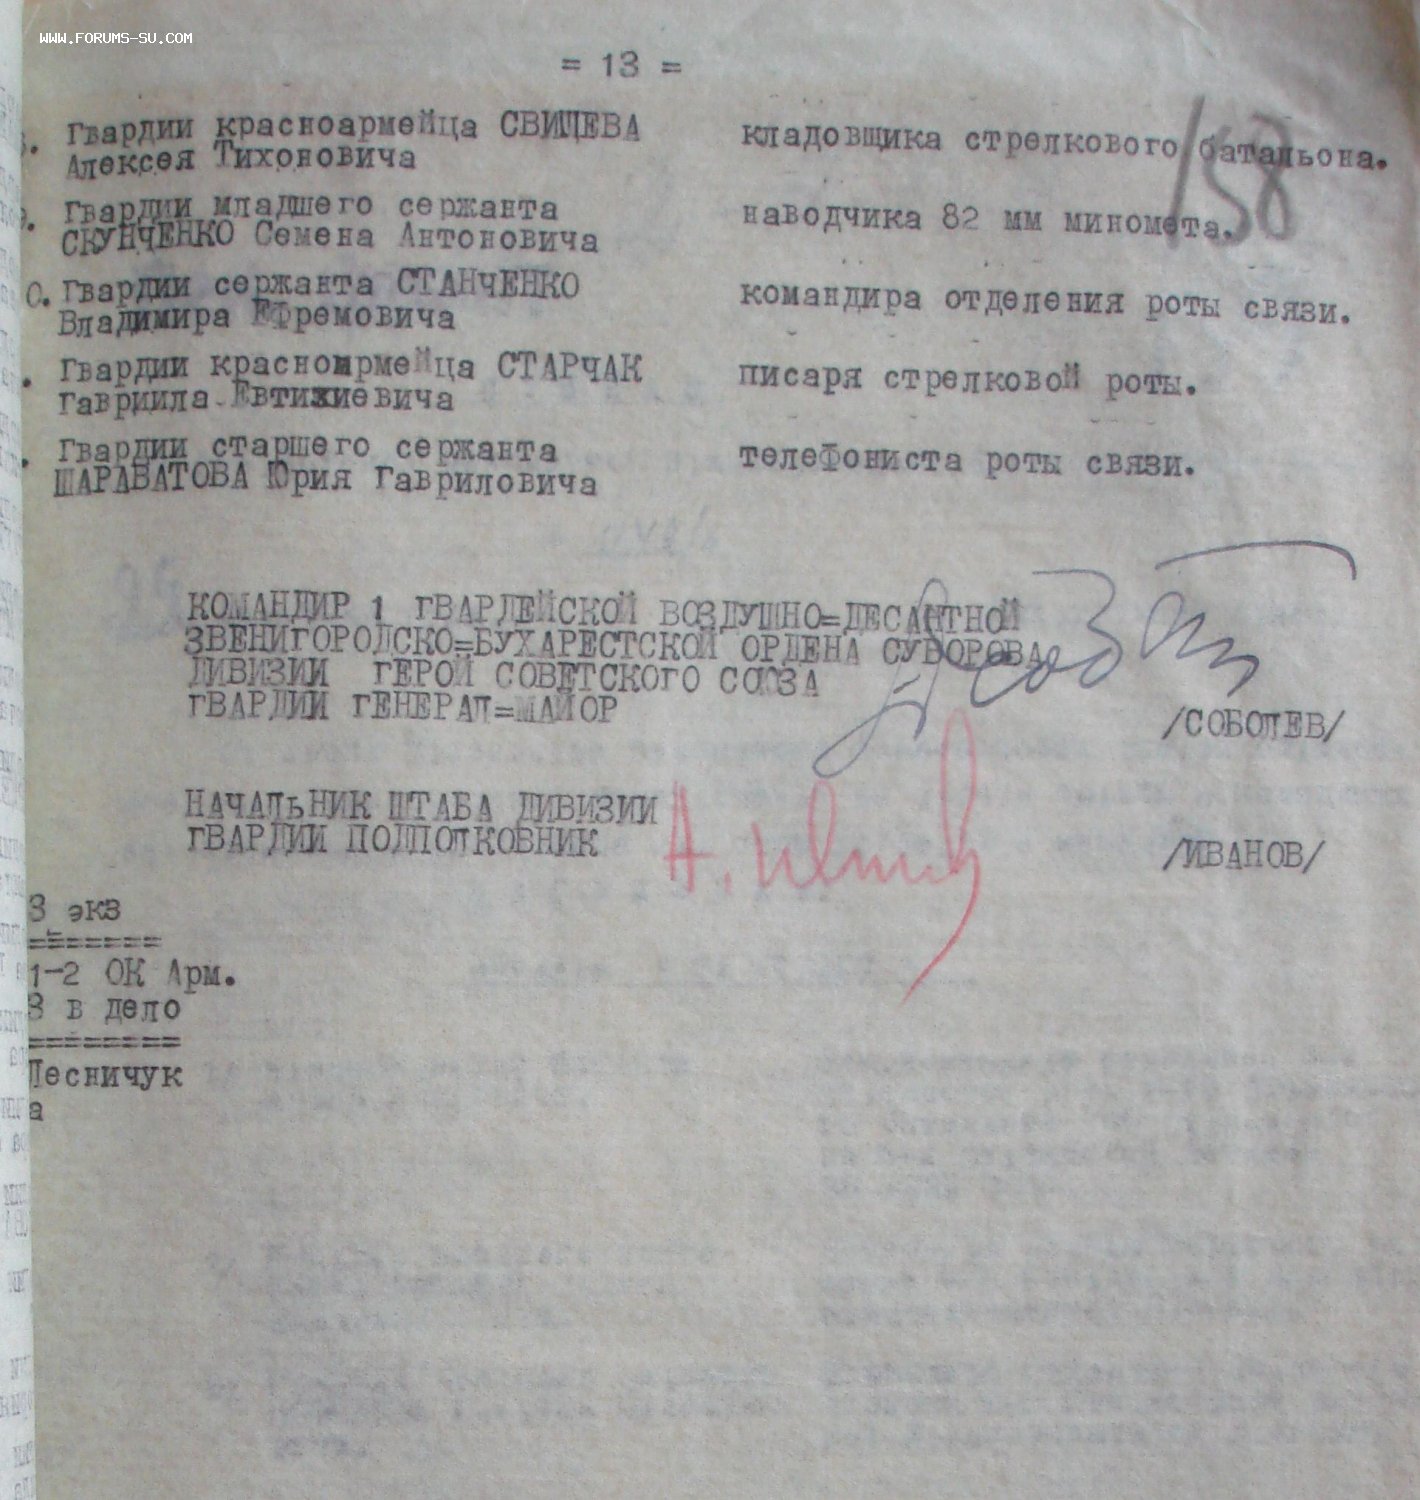 WWW.FORUMS-SU.COM
= 13 =
158
. Гвардии красноармейца СВИЩЕВА кладовщика стрелкового батальона.
Алексея Тихоновича
. Гвардии младшего сержанта наводчика 82 мм миномета.
СКУНЧЕНКО Семена Антоновича
0. Гвардии сержанта СТАНЧЕНКО командира отделения роты связи.
Владимира Ефремовича
. Гвардии красноармейца СТАРЧАК писаря стрелковой роты.
Гавриила Евтихиевича
. Гвардии старшего сержанта телефониста роты связи.
ШАРАВАТОВА Юрия Гавриловича
КОМАНДИР 1 ГВАРДЕЙСКОЙ ВОЗДУШНО=ДЕСАНТНОЙ
ЗВЕНИГОРОДСКО=БУХАРЕСТСКОЙ ОРДЕНА СУВОРОВА
ДИВИЗИИ ГЕРОЙ СОВЕТСКОГО СОЮЗА
ГВАРДИИ ГЕНЕРАЛ=МАЙОР
/СОБОЛЕВ/
НАЧАЛЬНИК ШТАБА ДИВИЗИИ
ГВАРДИИ ПОДПОЛКОВНИК
/ИВАНОВ/
3 экз
=======
1-2 ОК Арм.
3 в дело
========
Лесничук
а